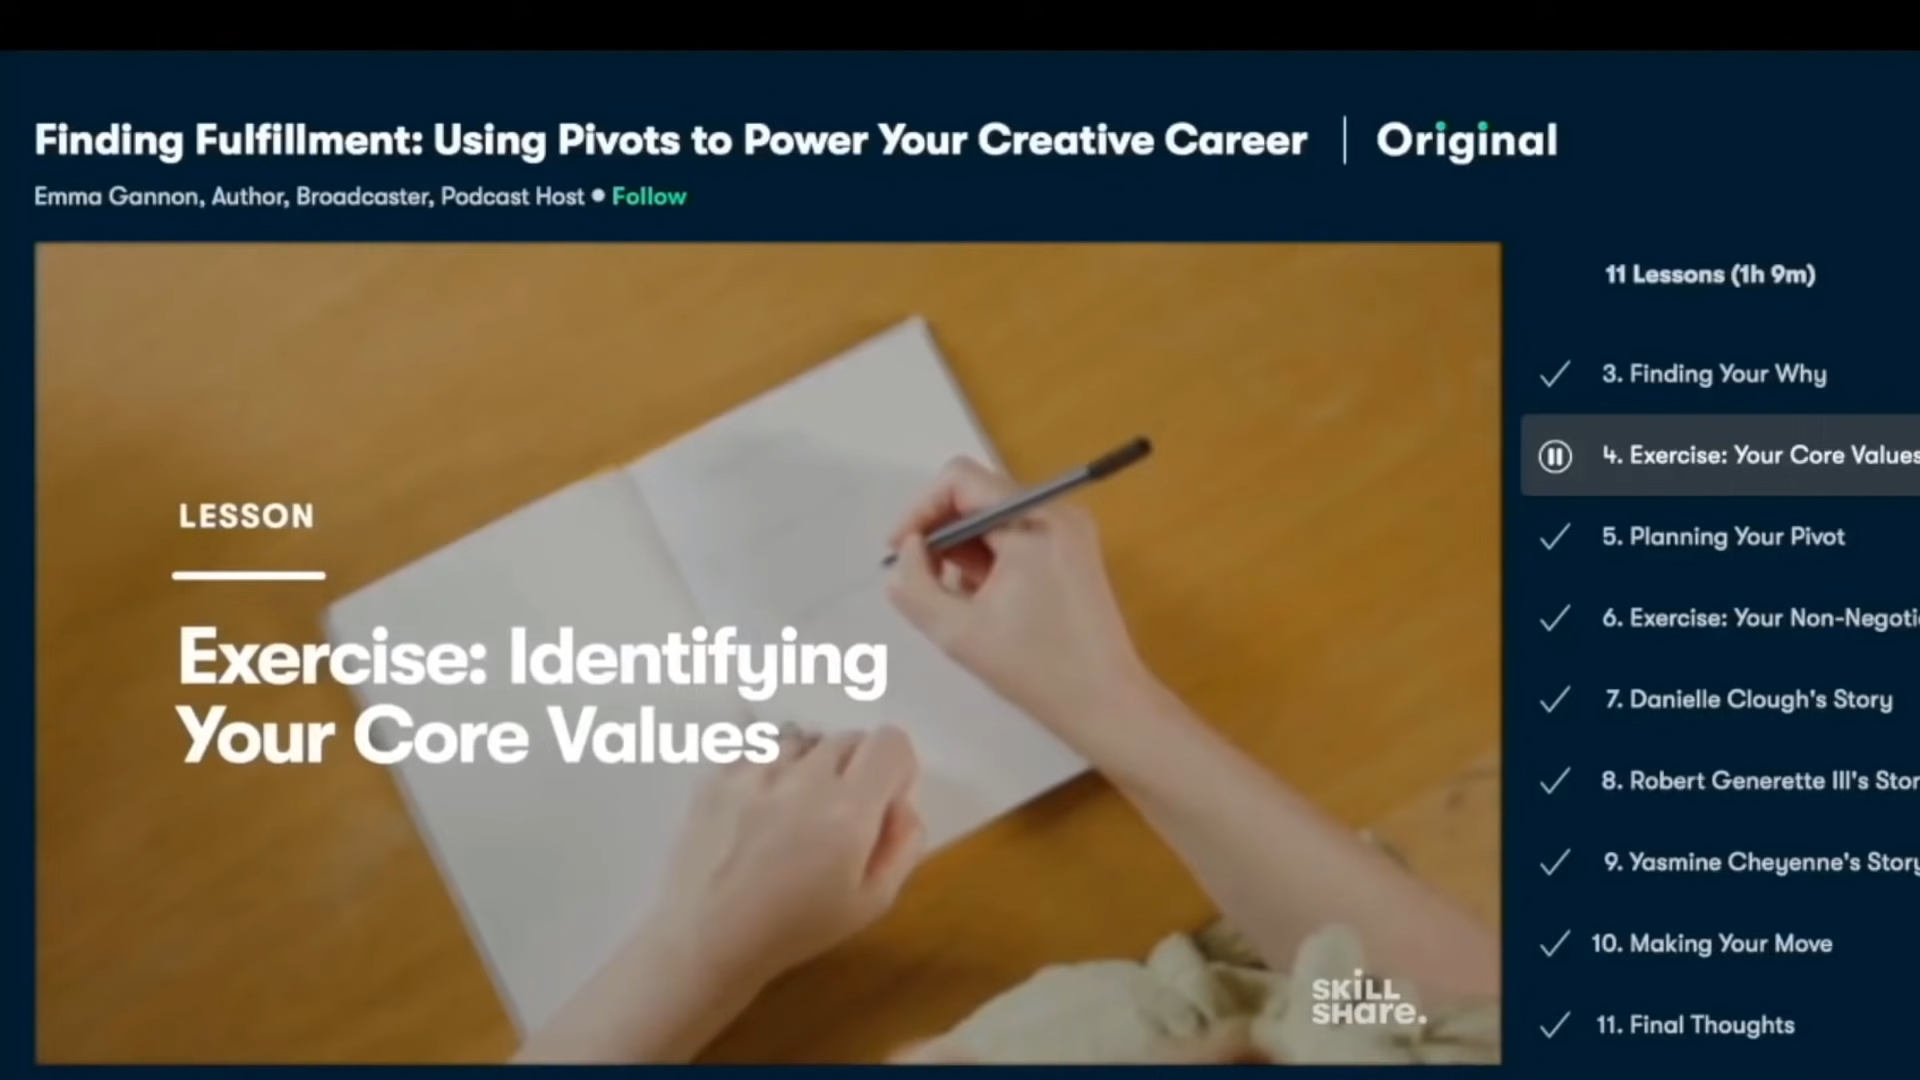 Finding Fulfillment: Using Pivots to Power Your Creative Career | Original
Emma Gannon, Author, Broadcaster, Podcast Host • Follow
LESSON
Exercise: Identifying
Your Core Values
SKiLL
SHare.
11 Lessons (1h 9m)
3. Finding Your Why
4. Exercise: Your Core Values
5. Planning Your Pivot
6. Exercise: Your
7. Danielle Clough's Story
8. Robert Generette III's
9. Yasmine Cheyenne's Story
10. Making Your Move
11. Final Thoughts